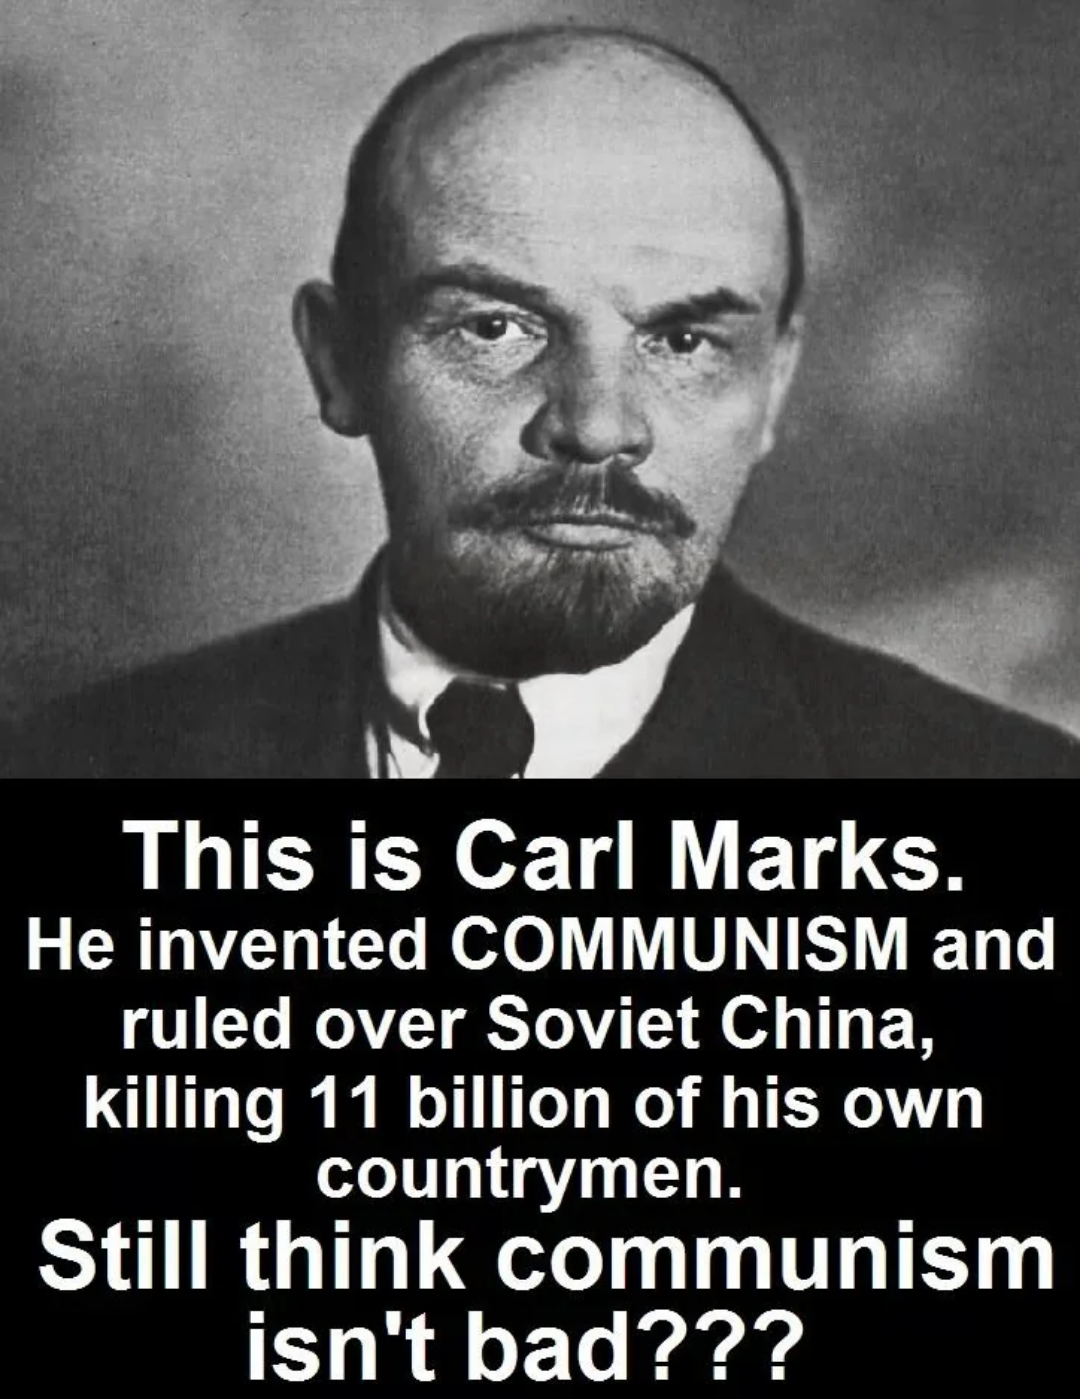 This is Carl Marks.
He invented COMMUNISM and
ruled over Soviet China,
killing 11 billion of his own
countrymen.
Still think communism
isn't bad???